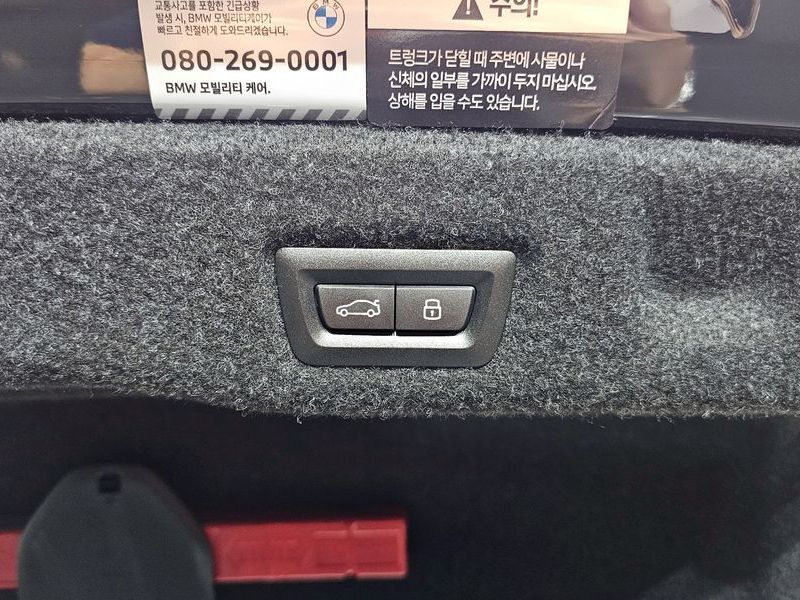 교통사고를 포함한 긴급상황
발생 시, BMW 모빌리티케어가
빠르고 친절하게 도와드리겠습니다.
080-269-0001
BMW 모빌리티 케어.
BMW
주의!
트렁크가 닫힐 때 주변에 사물이나
신체의 일부를 가까이 두지 마십시오.
상해를 입을 수도 있습니다.